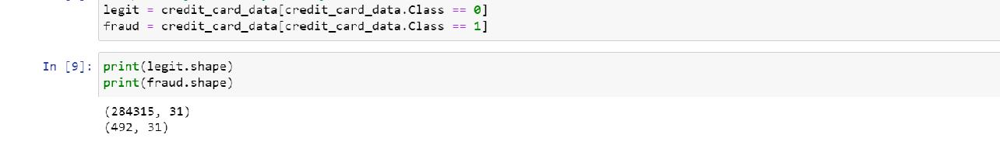 legit = credit_card_data[credit_card_data.Class == 0]
fraud = credit_card_data[credit_card_data.Class == 1]
In [9]: print(legit.shape)
print(fraud.shape)
(284315, 31)
(492, 31)